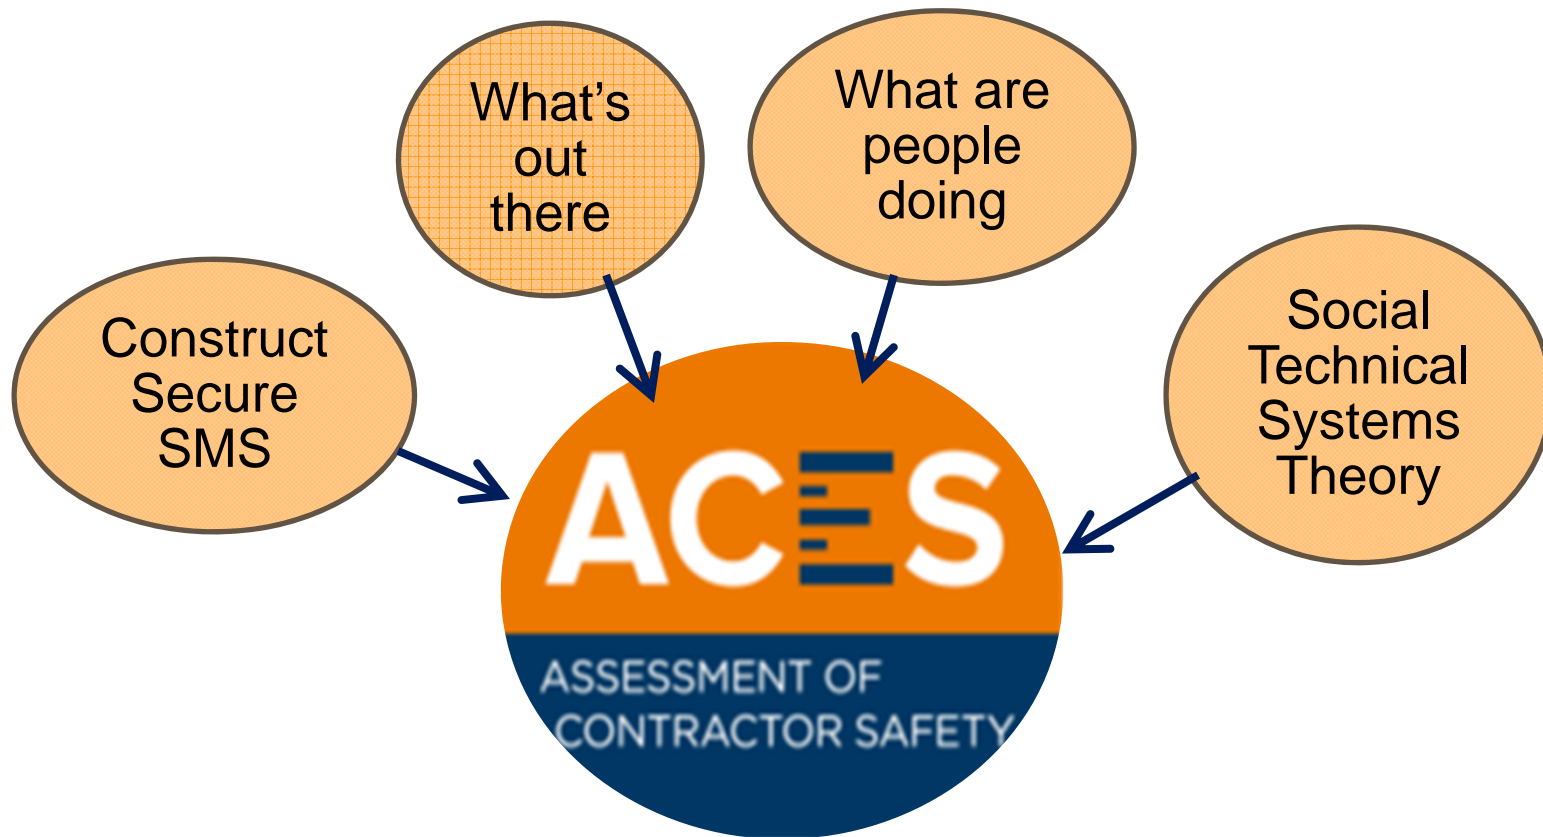 What's
out
there
What are
people
doing
Construct
Secure
SMS
Social
Technical
Systems
Theory
ACES
ASSESSMENT OF
CONTRACTOR SAFETY